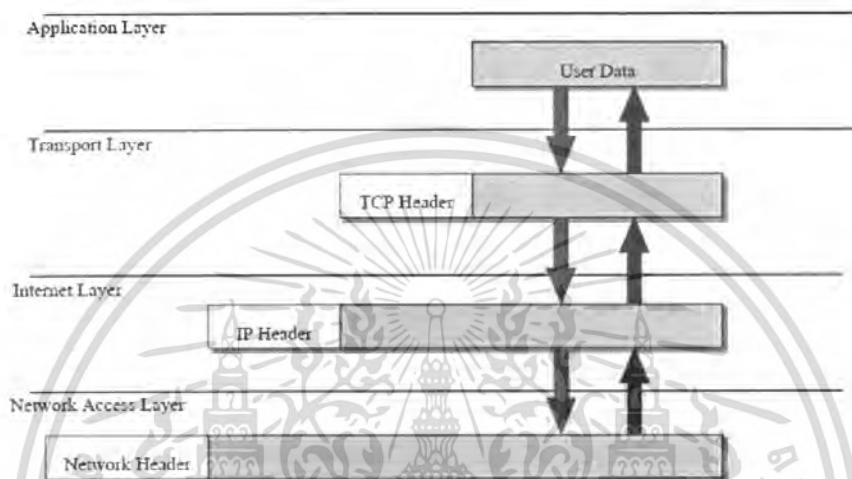 Application Layer
User Data
Transport Layer
TCP Header
Internet Layer
IP Header
Network Access Layer
Network Header